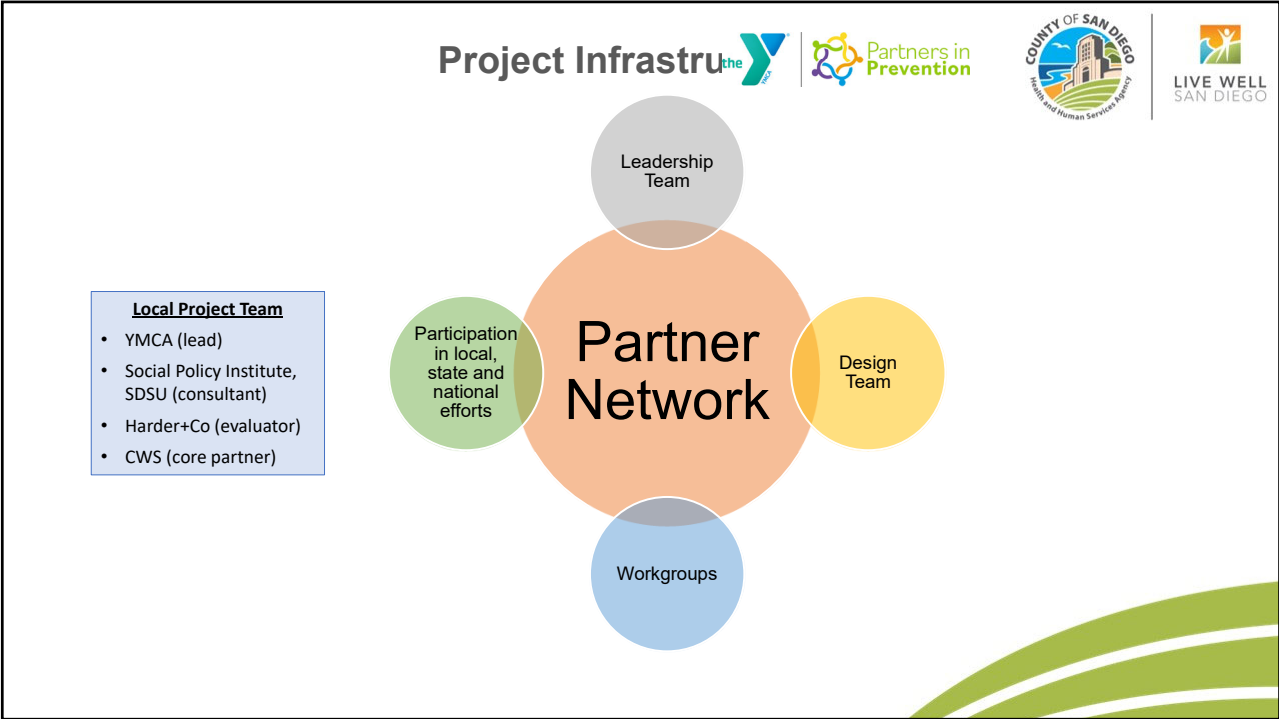 Project Infrastru
the
YMCA
Partners in
Prevention
COUNTY OF SAN DIEGO
Health and Human Services Agency
LIVE WELL
SAN DIEGO
Leadership
Team
Local Project Team
• YMCA (lead)
• Social Policy Institute,
SDSU (consultant)
• Harder+Co (evaluator)
• CWS (core partner)
Participation
in local,
state and
national
efforts
Partner
Network
Design
Team
Workgroups